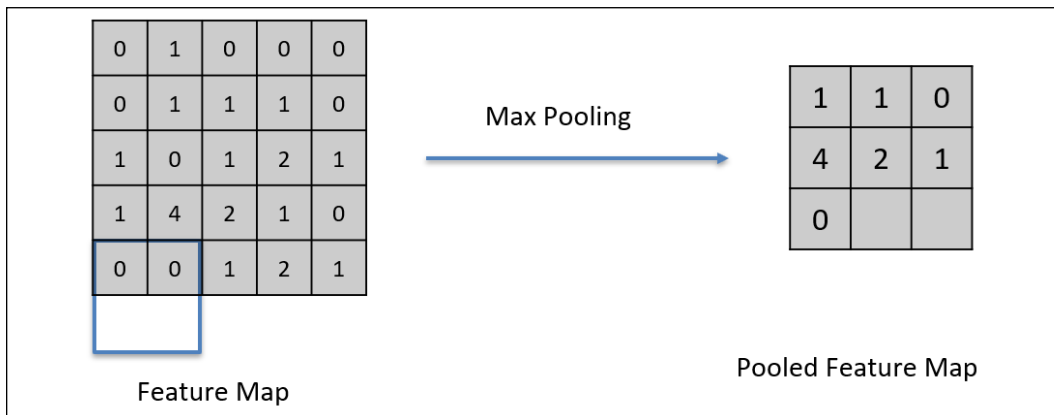 0 1 0 0 0
0 1 1 1 0
1 0 1 2 1
1 4 2 1 0
0 0 1 2 1
Feature Map
Max Pooling
1 1 0
4 2 1
0
Pooled Feature Map